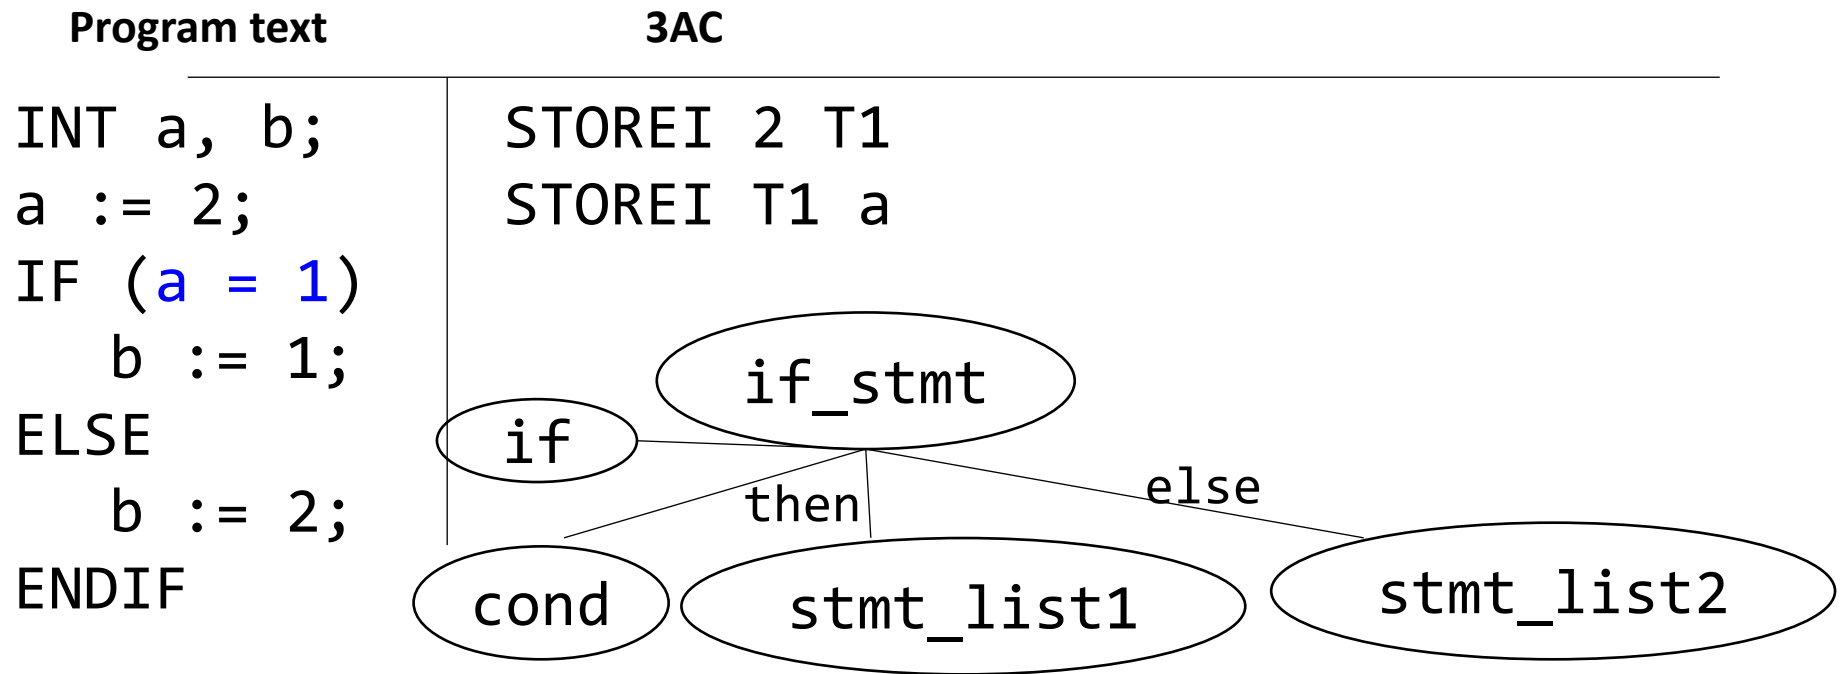 Program text
3AC
INT a, b;
a := 2;
IF (a = 1)
b := 1;
ELSE
b := 2;
ENDIF
STOREI 2 T1
STOREI T1 a
if_stmt
if
then
else
cond
stmt_list1
stmt_list2